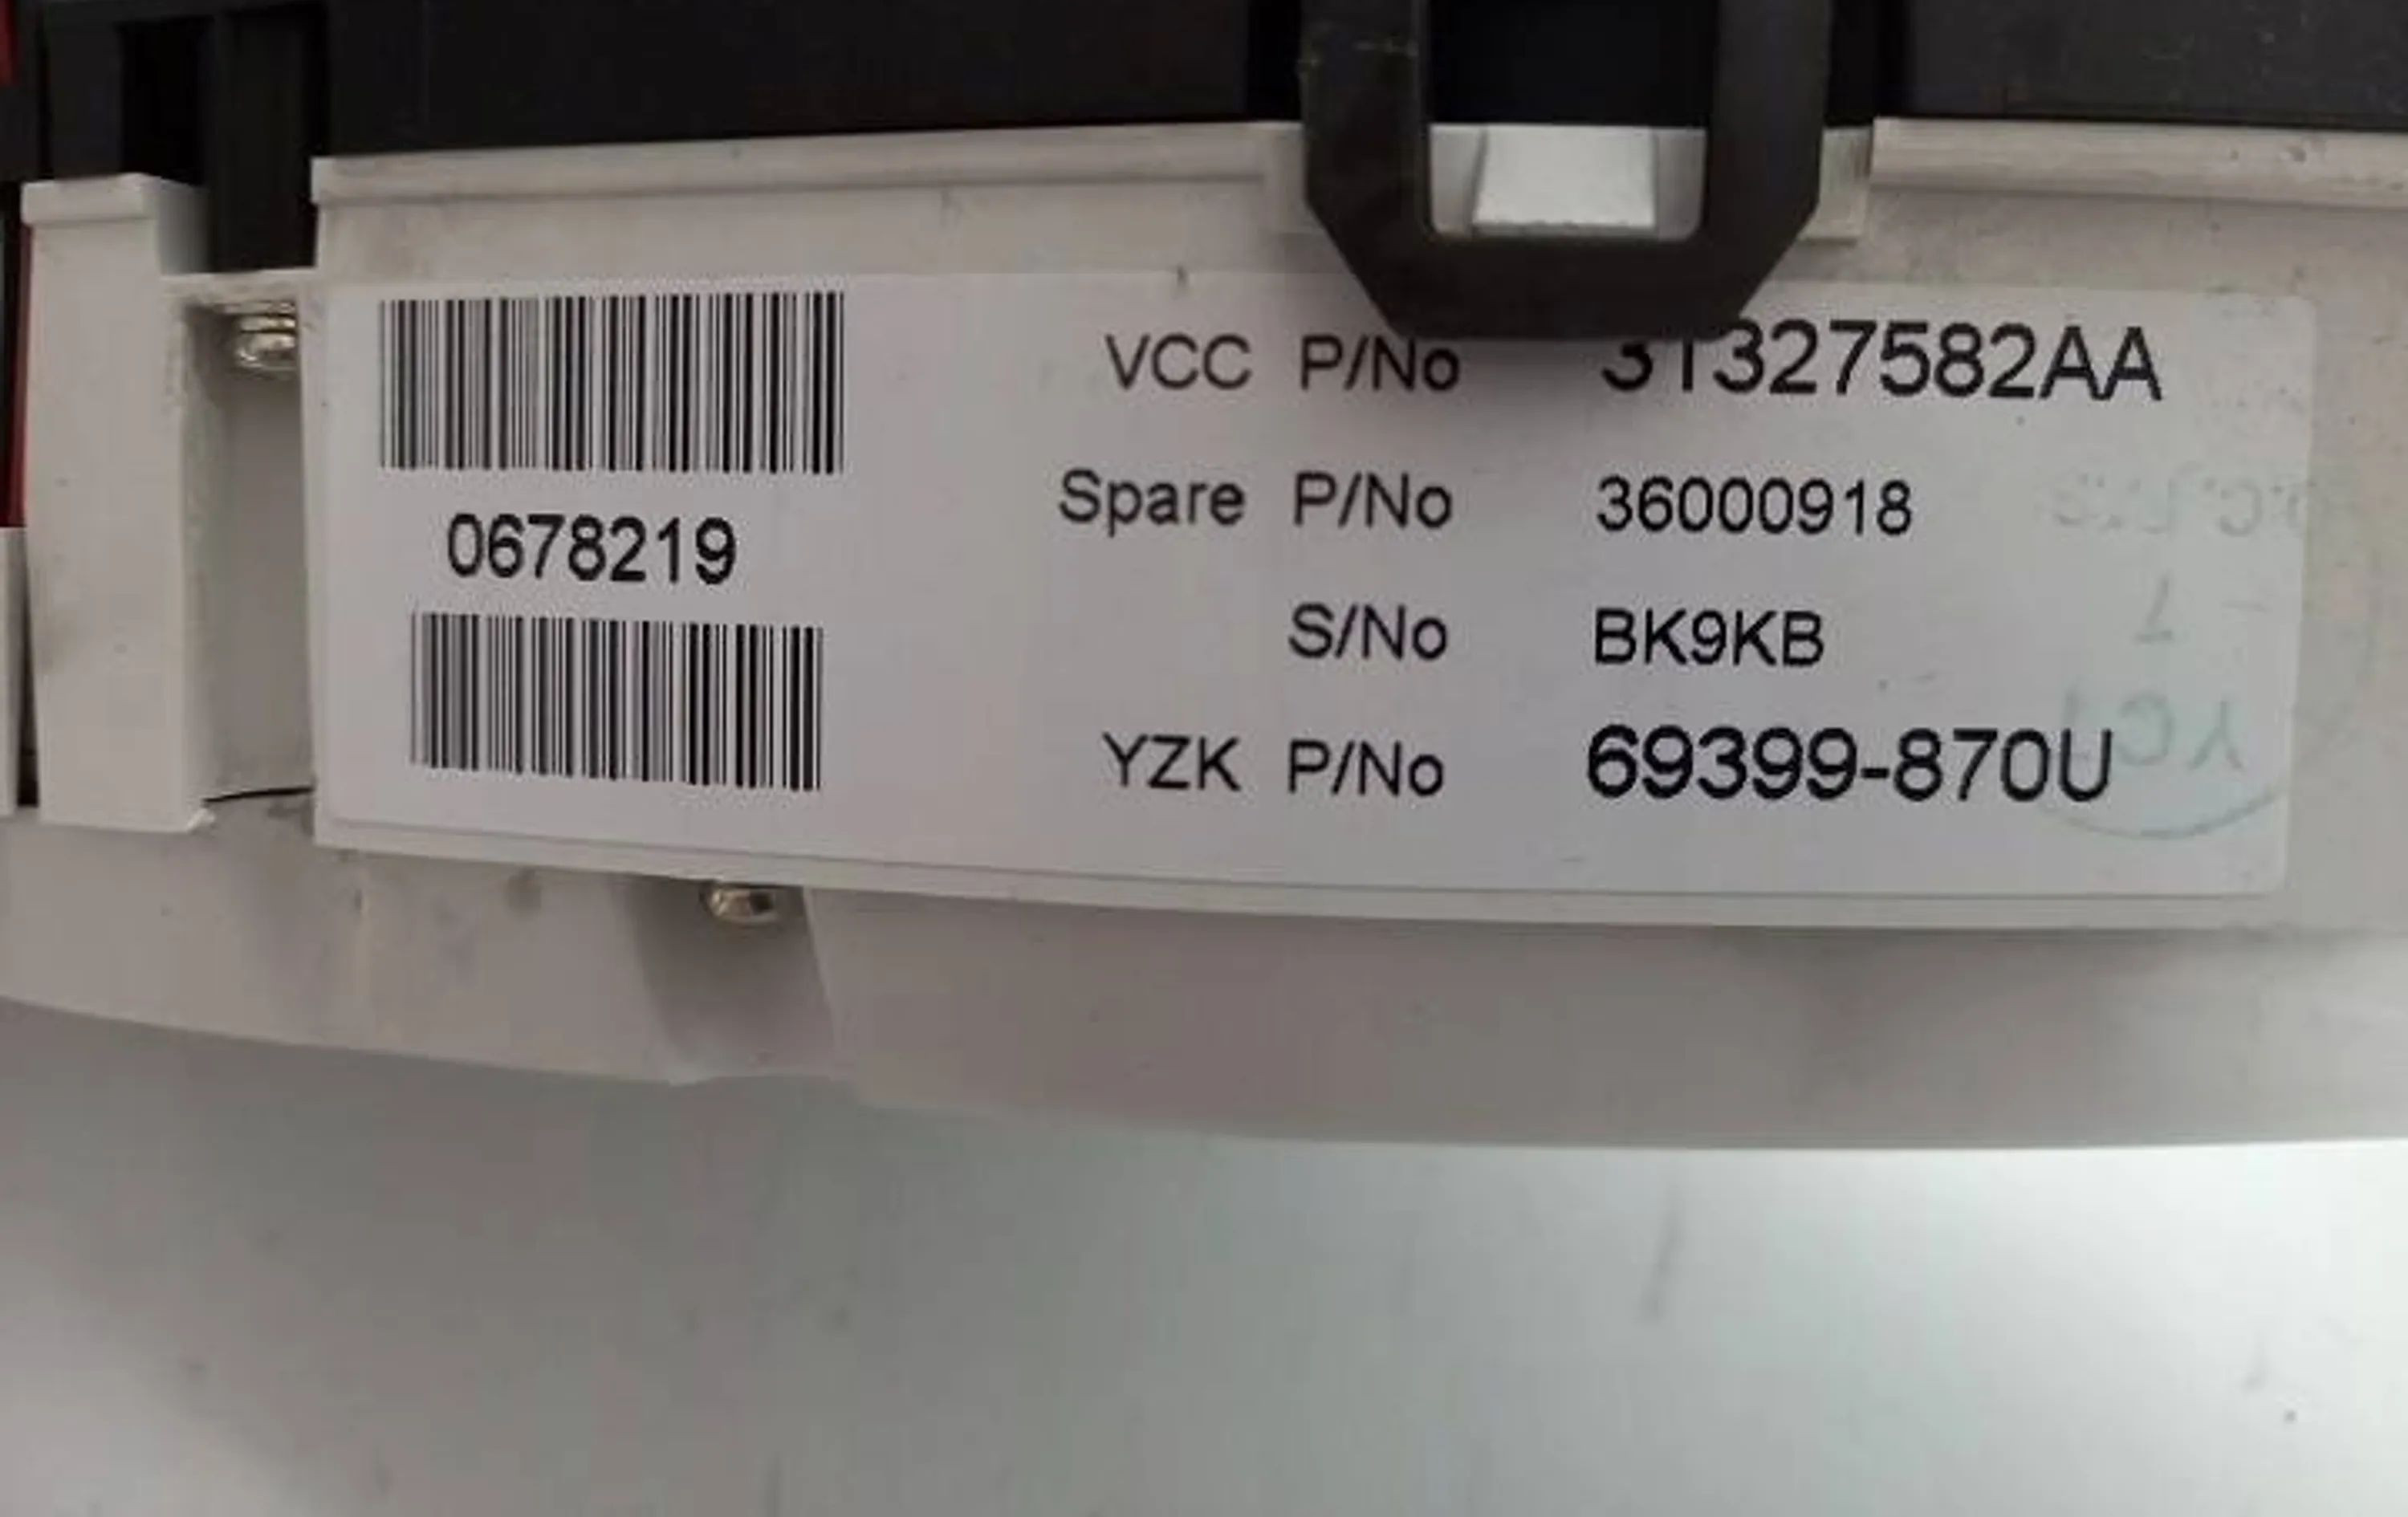 0678219
VCC P/No 31327582AA
Spare P/No 36000918
S/No BK9KB
YZK P/No 69399-870U